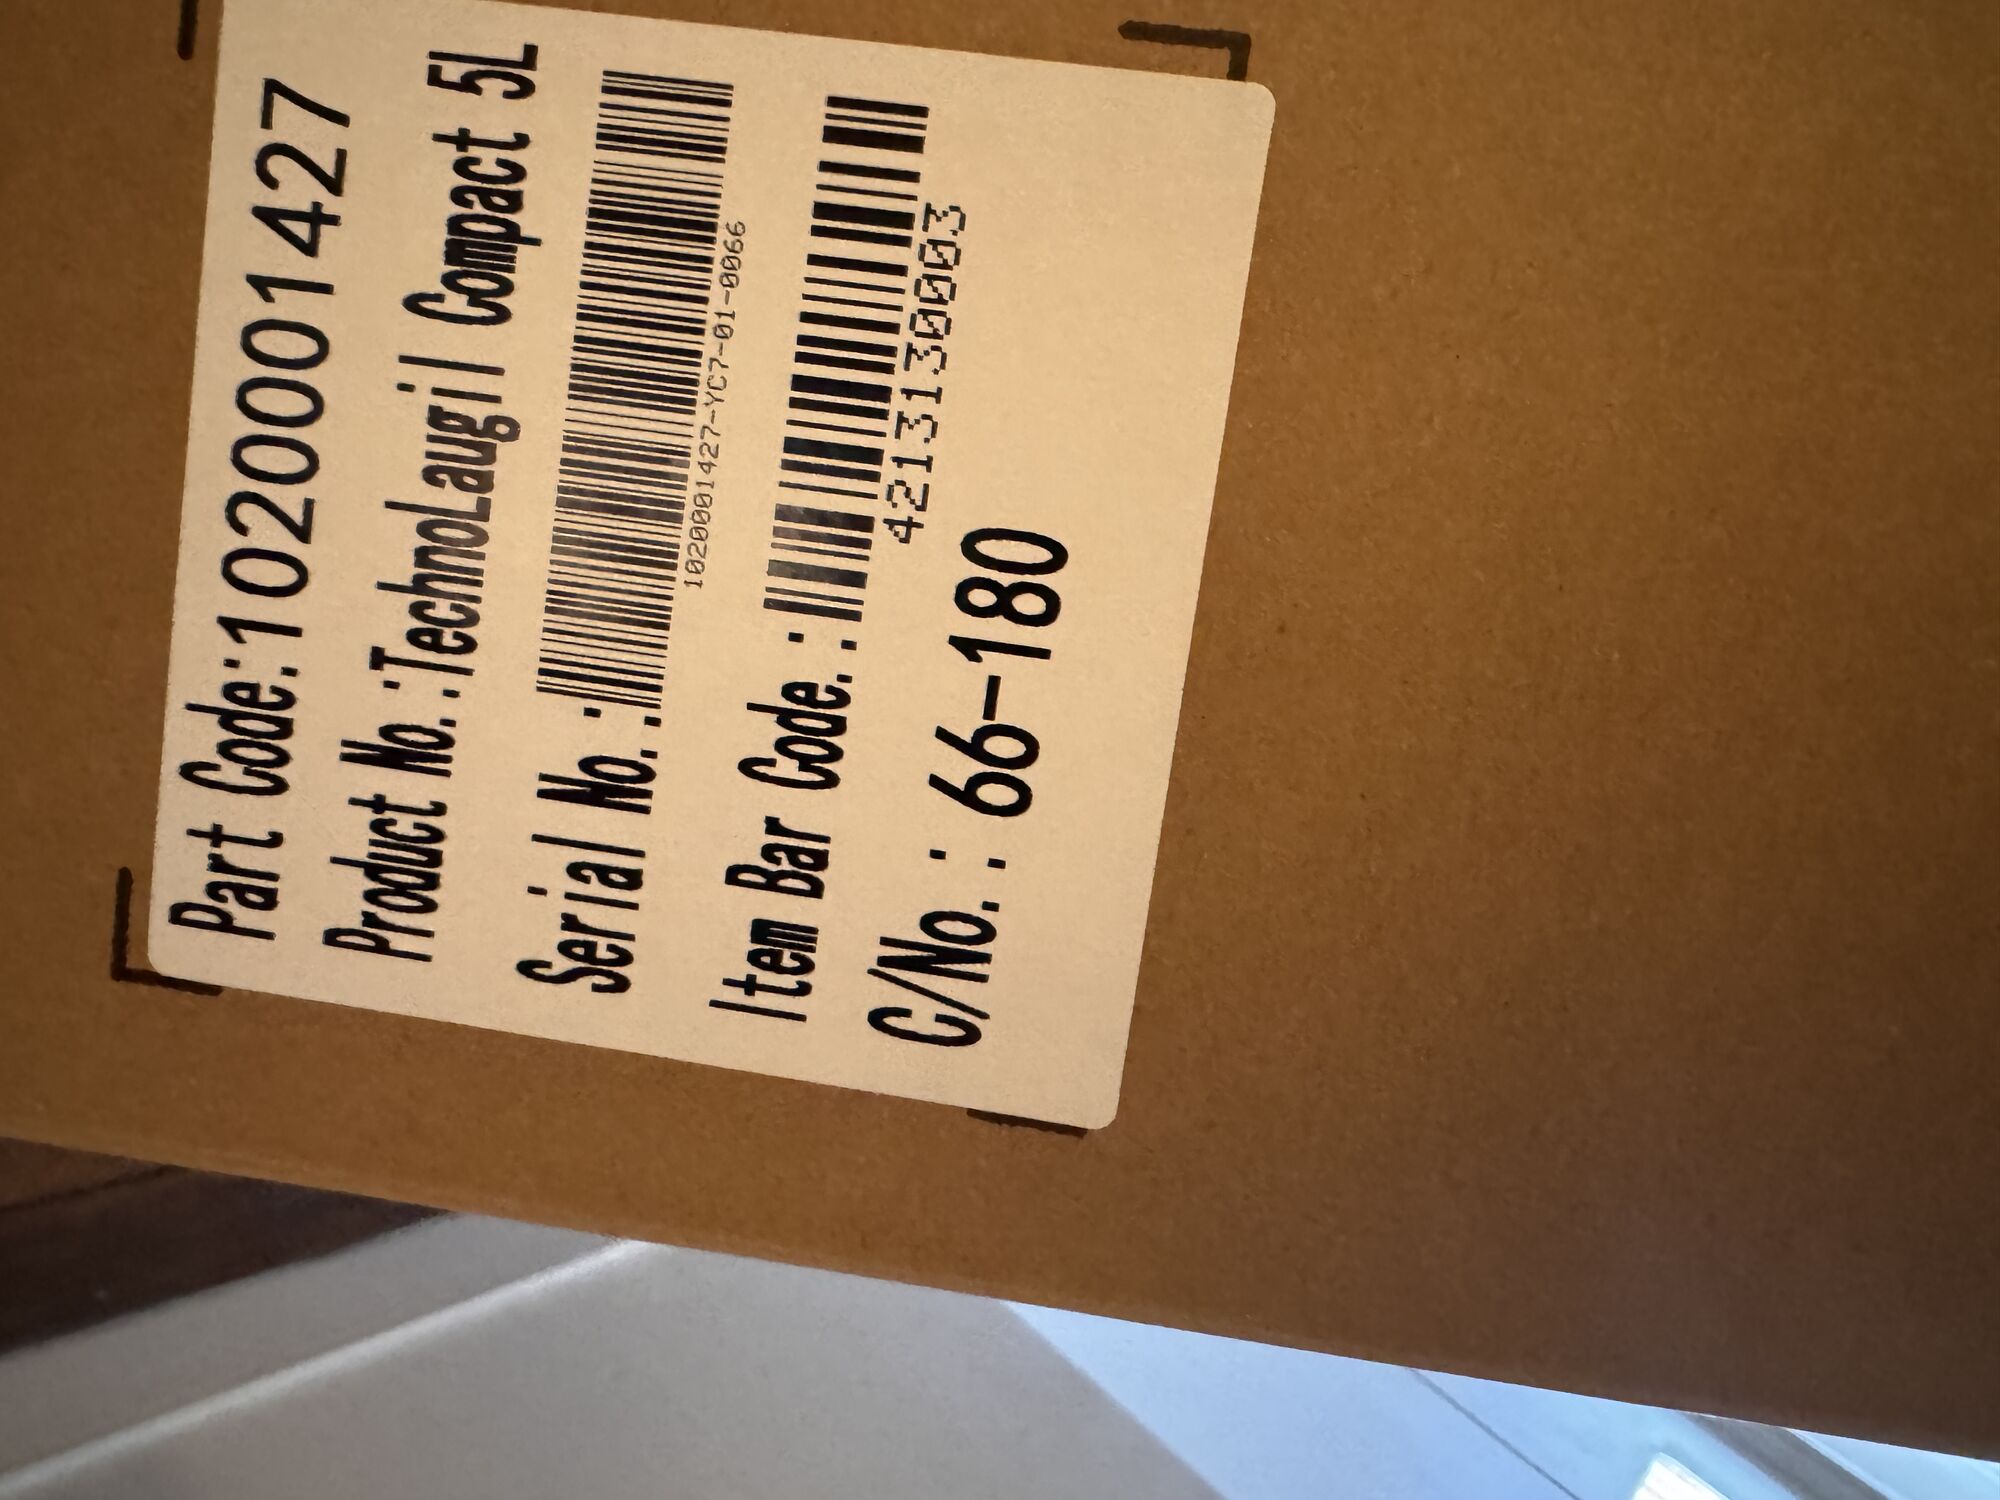 Part Code:1020001427
Product No.:TechnoLaugil Compact 5L
Serial No.:
1020001427-YC7-01-0066
Item Bar Code.:
4213130003
C/No.: 66-180